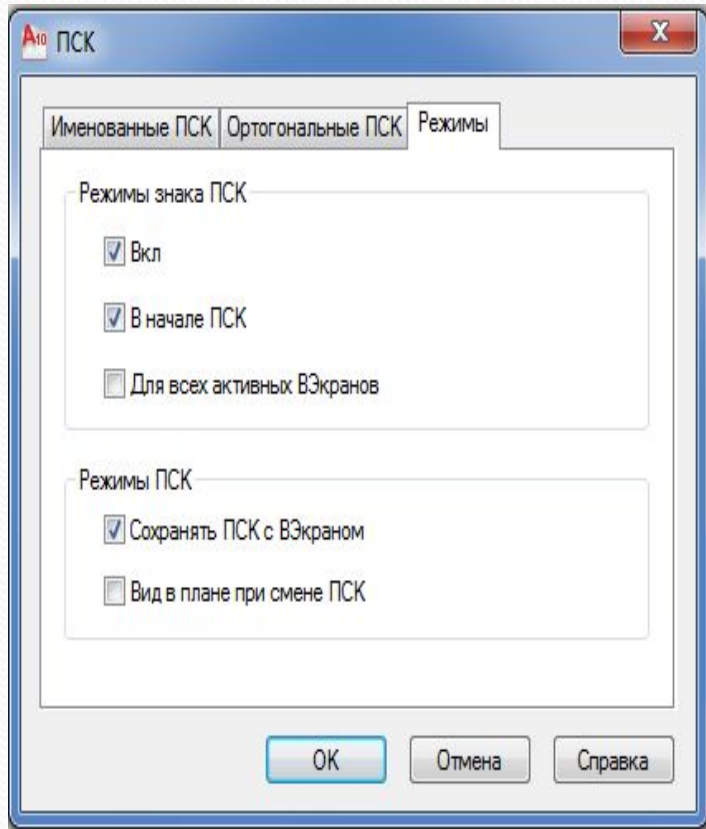 A10 ПСК
X
Именованные ПСК Ортогональные ПСК Режимы
Режимы знака ПСК
Вкл
В начале ПСК
Для всех активных ВЭкранов
Режимы ПСК
Сохранять ПСК с ВЭкраном
Вид в плане при смене ПСК
OK Отмена Справка